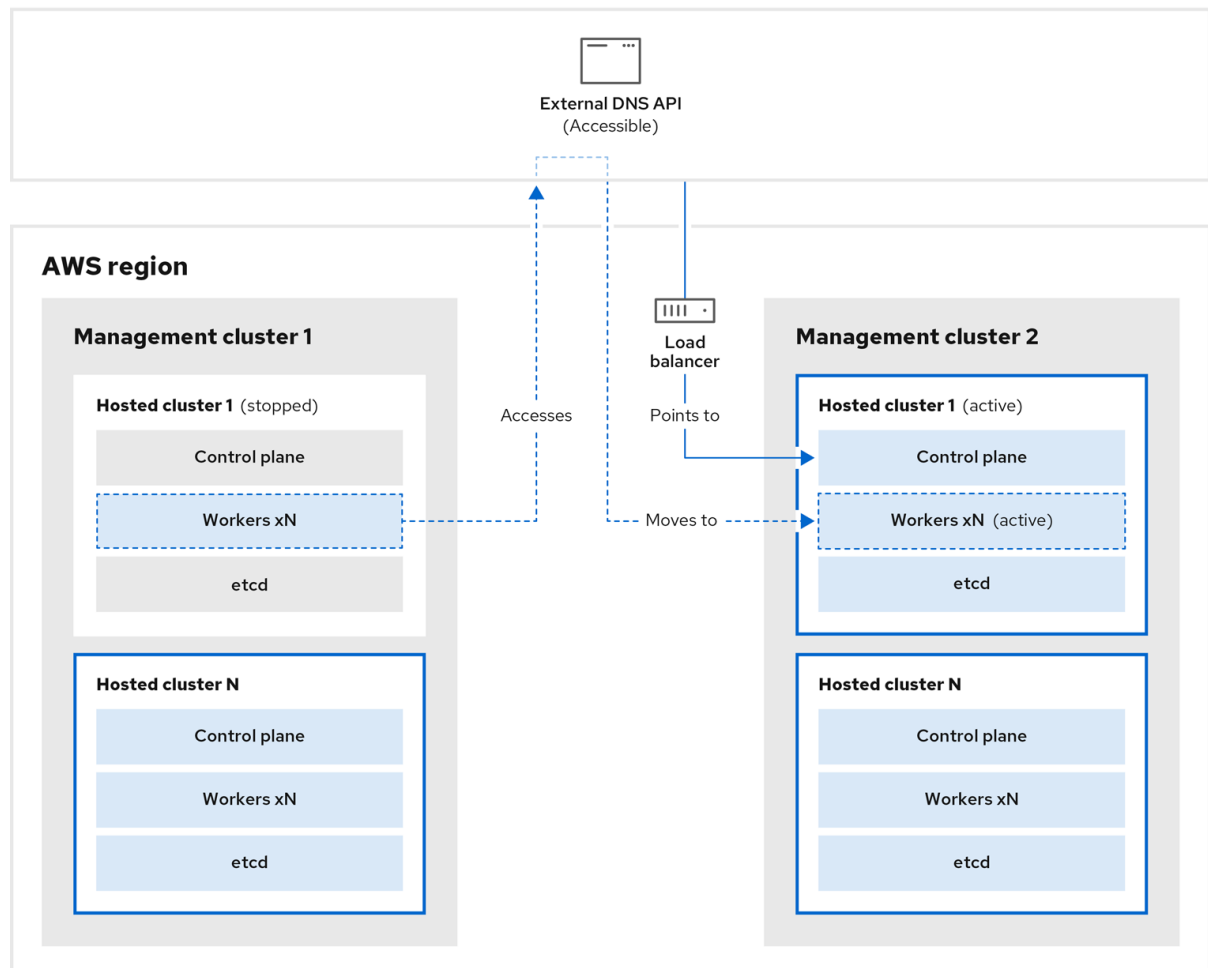 External DNS API
(Accessible)
AWS region
Management cluster 1
Hosted cluster 1 (stopped)
Control plane
Workers xN
etcd
Hosted cluster N
Control plane
Workers xN
etcd
Accesses
Load
balancer
Points to
Moves to
Management cluster 2
Hosted cluster 1 (active)
Control plane
Workers xN (active)
etcd
Hosted cluster N
Control plane
Workers xN
etcd